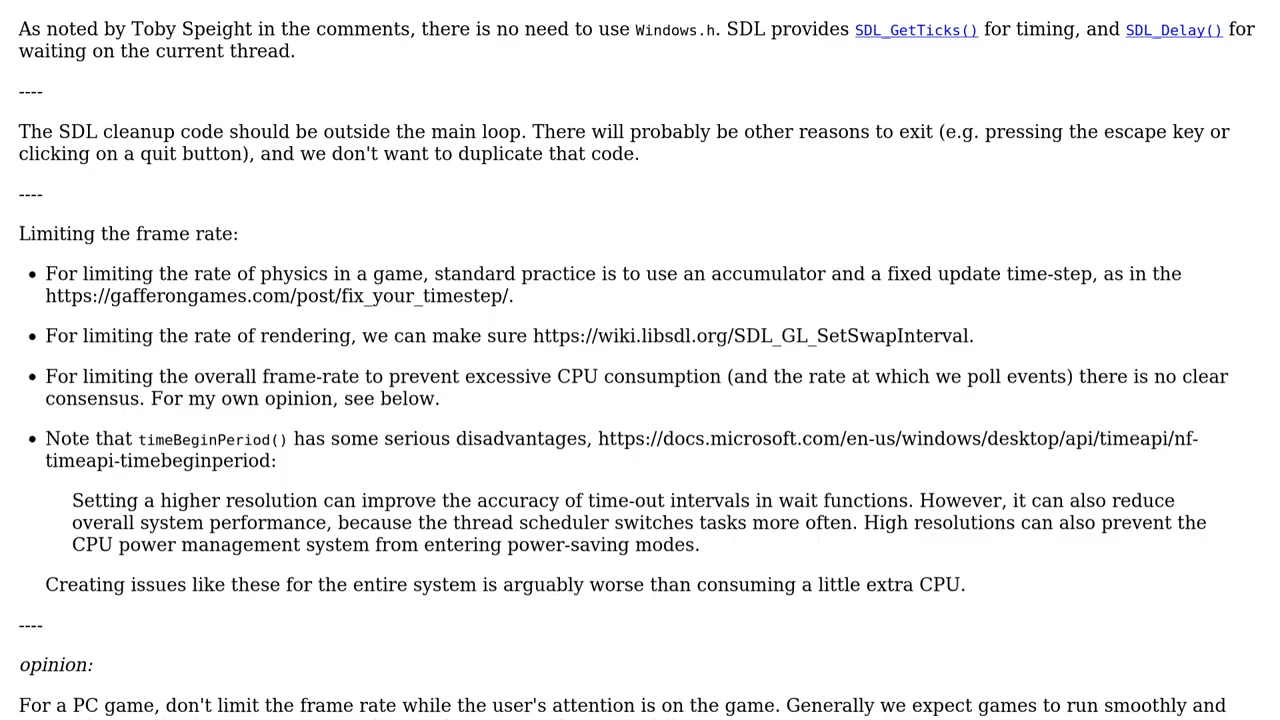 As noted by Toby Speight in the comments, there is no need to use Windows.h. SDL provides SDL_GetTicks() for timing, and SDL_Delay() for
waiting on the current thread.
----
The SDL cleanup code should be outside the main loop. There will probably be other reasons to exit (e.g. pressing the escape key or
clicking on a quit button), and we don't want to duplicate that code.
----
Limiting the frame rate:
• For limiting the rate of physics in a game, standard practice is to use an accumulator and a fixed update time-step, as in the
https://gafferongames.com/post/fix_your_timestep/.
• For limiting the rate of rendering, we can make sure https://wiki.libsdl.org/SDL_GL_SetSwapInterval.
• For limiting the overall frame-rate to prevent excessive CPU consumption (and the rate at which we poll events) there is no clear
consensus. For my own opinion, see below.
• Note that timeBeginPeriod() has some serious disadvantages, https://docs.microsoft.com/en-us/windows/desktop/api/timeapi/nf-
timeapi-timebeginperiod:
Setting a higher resolution can improve the accuracy of time-out intervals in wait functions. However, it can also reduce
overall system performance, because the thread scheduler switches tasks more often. High resolutions can also prevent the
CPU power management system from entering power-saving modes.
Creating issues like these for the entire system is arguably worse than consuming a little extra CPU.
----
opinion:
For a PC game, don't limit the frame rate while the user's attention is on the game. Generally we expect games to run smoothly and